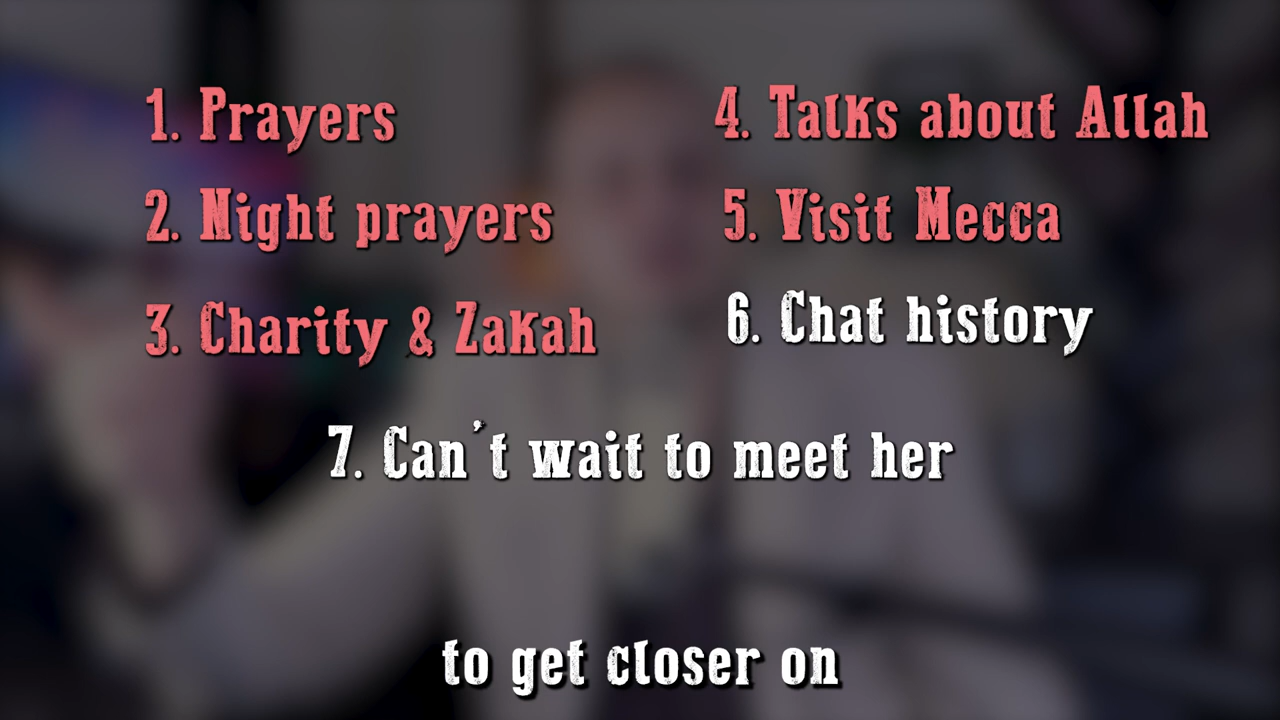 1. Prayers
2. Night prayers
3. Charity & Zakah
4. Talks about Allah
5. Visit Mecca
6. Chat history
7. Can't wait to meet her
to get closer on